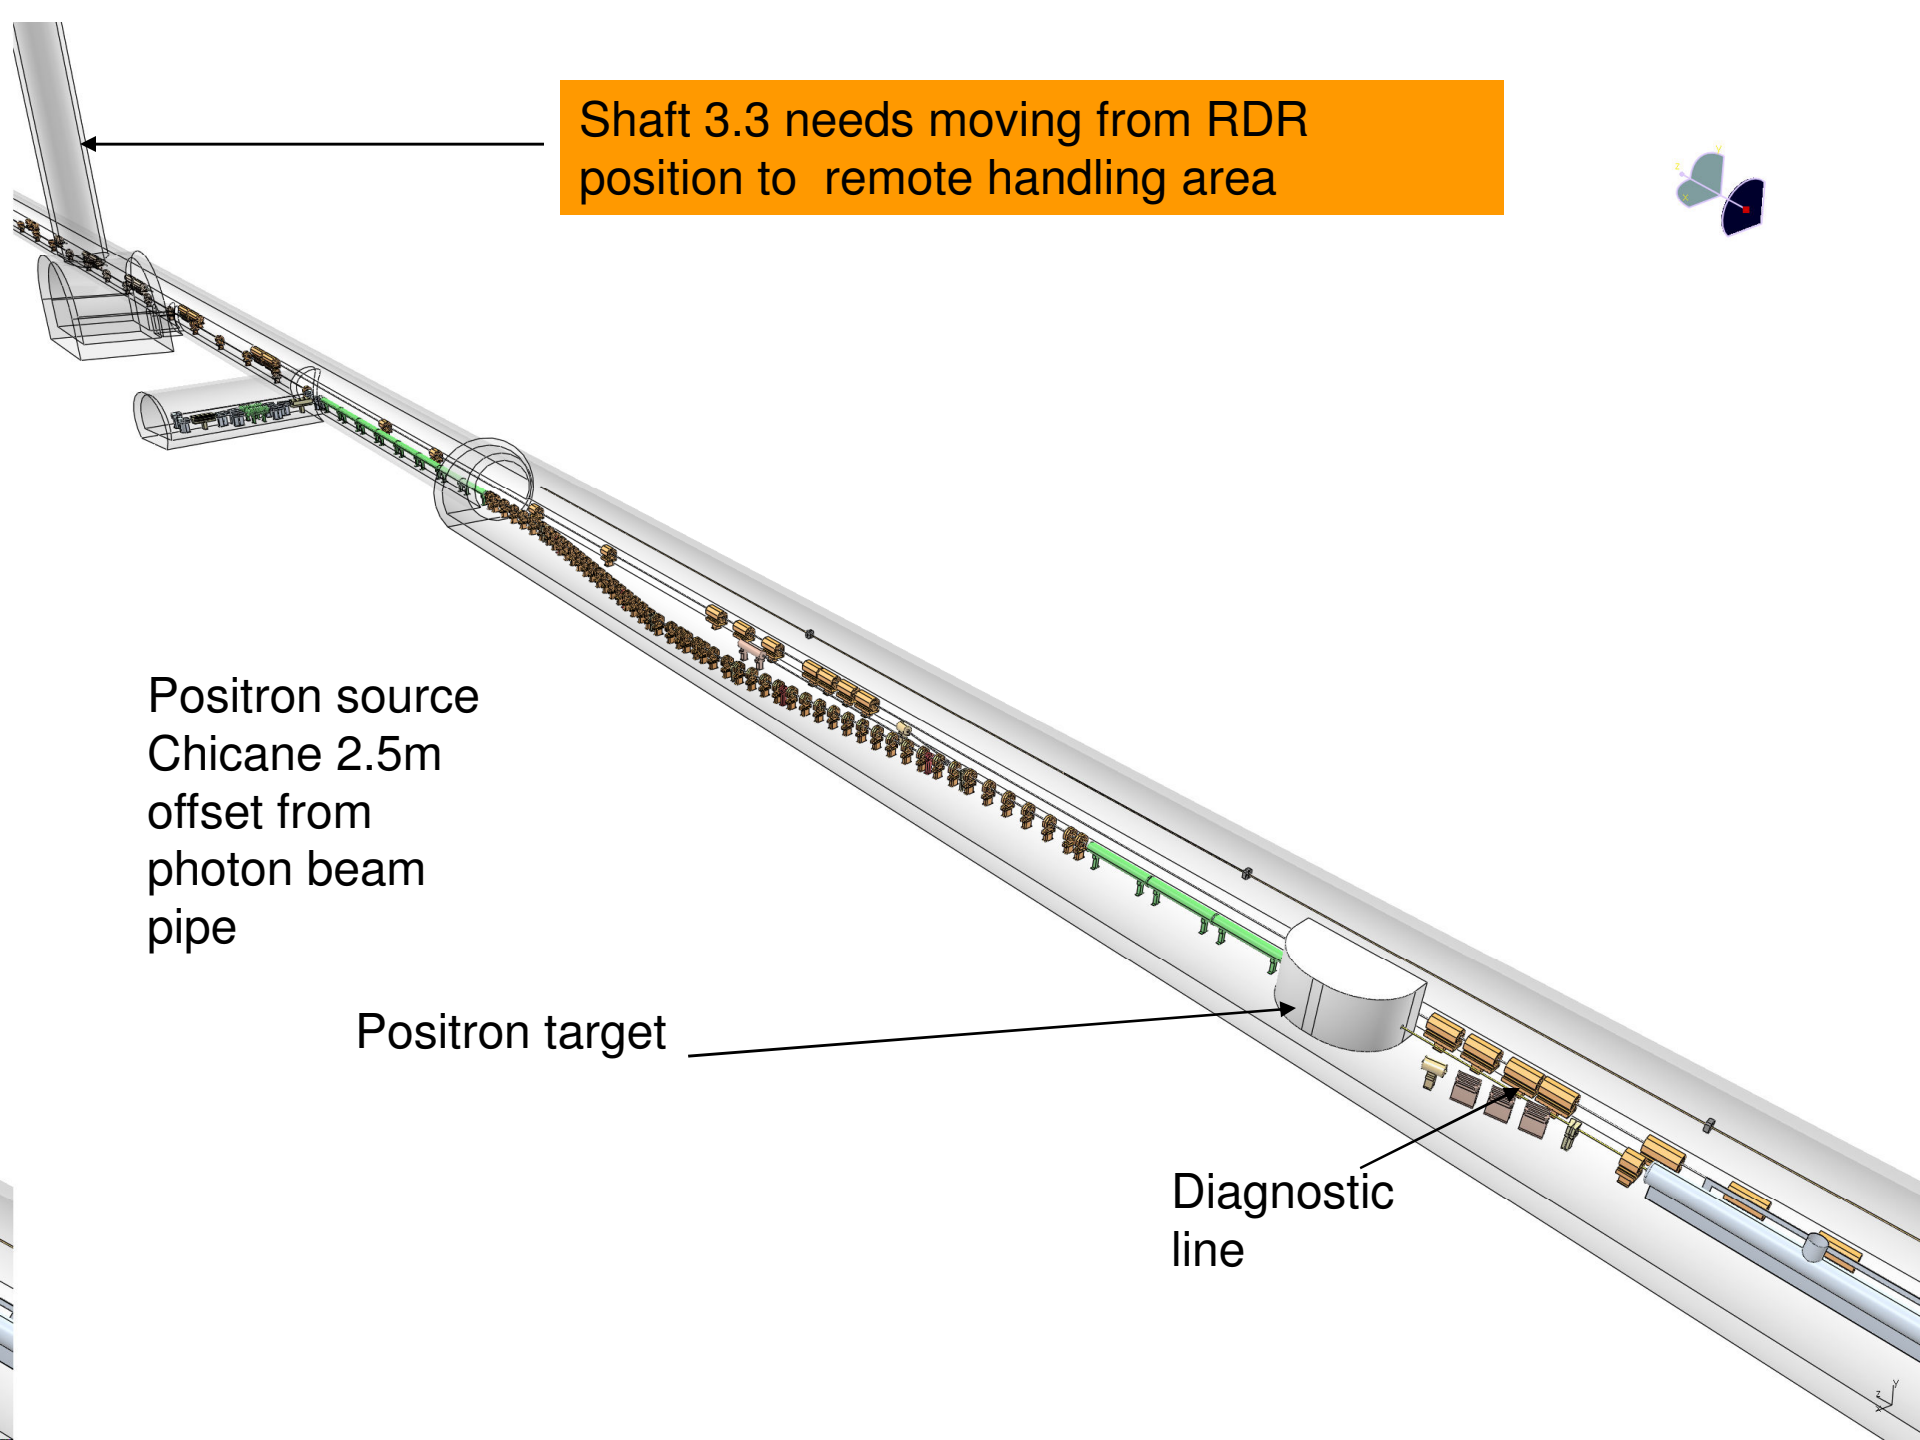 Shaft 3.3 needs moving from RDR
position to  remote handling area
Positron source
Chicane 2.5m
offset from
photon beam
pipe
Positron target
Diagnostic
line
y
z
x
Y
Z
X